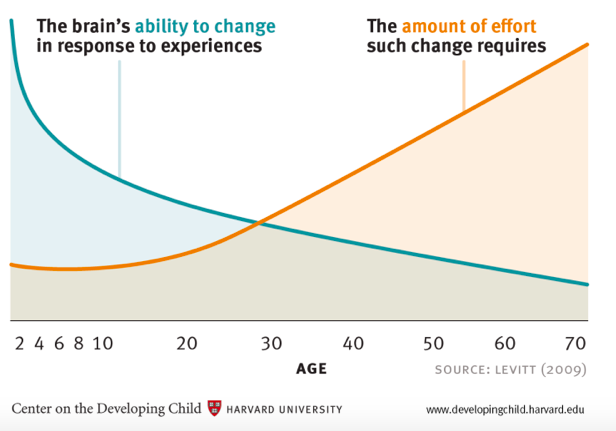 The brain's ability to change
in response to experiences
The amount of effort
such change requires
2 4 6 8 10 20 30 40 50 60 70
AGE
SOURCE: LEVITT (2009)
Center on the Developing Child HARVARD UNIVERSITY
www.developingchild.harvard.edu